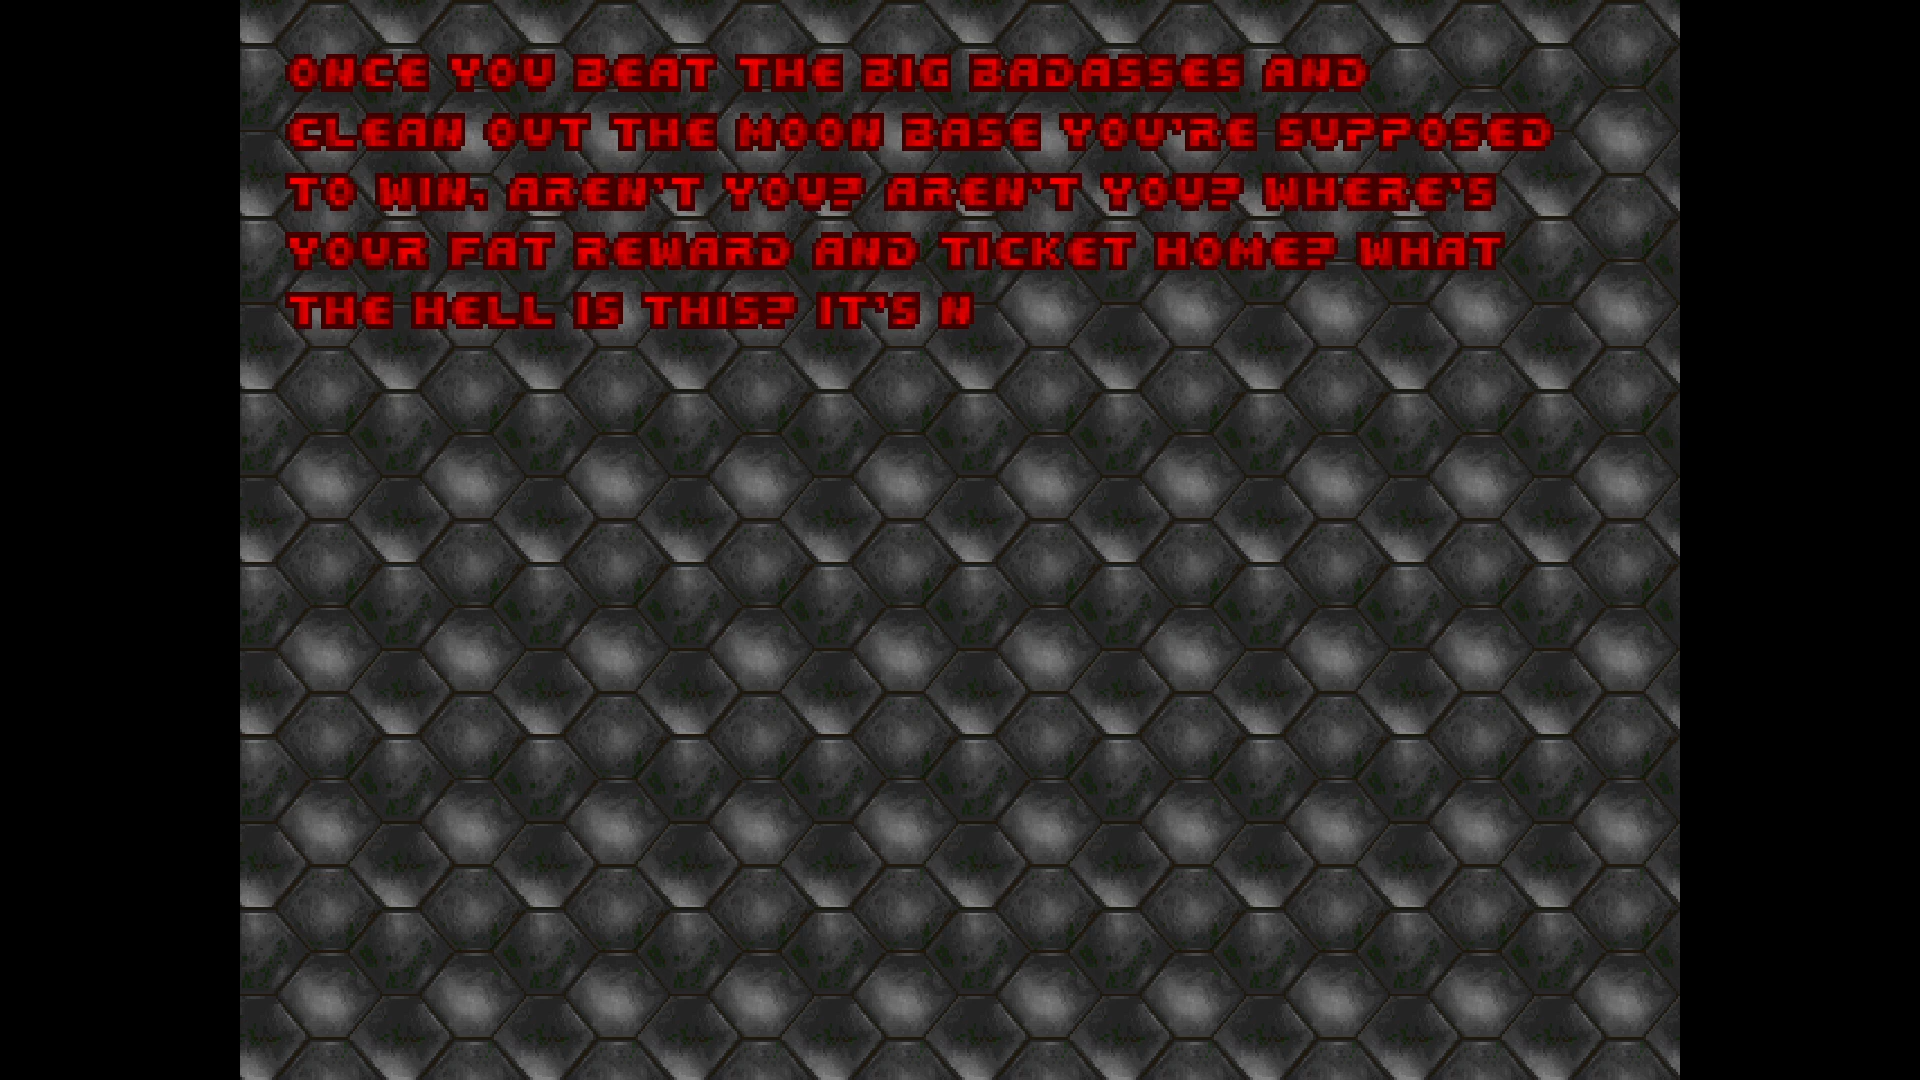 ONCE YOU BEAT THE BIG BADASSES AND
CLEAN OUT THE MOON BASE YOU'RE SUPPOSED
TO WIN, AREN'T YOU? AREN'T YOU? WHERE'S
YOUR FAT REWARD AND TICKET HOME? WHAT
THE HELL IS THIS? IT'S N